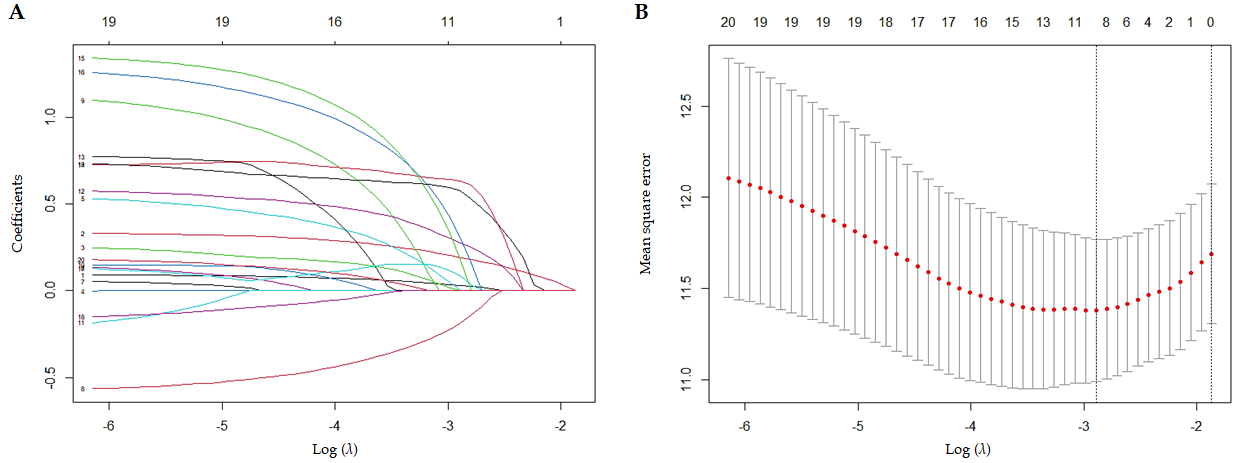 A
19 19 16 11 1
Coefficients
1.0
0.5
0.0
-0.5
15
16
9
13
12
5
2
3
20
1
7
4
18
11
8
-6 -5 -4 -3 -2
Log (λ)
B
20 19 19 19 19 18 17 17 16 15 13 11 8 6 4 2 1 0
Mean square error
12.5
12.0
11.5
11.0
-6 -5 -4 -3 -2
Log (λ)